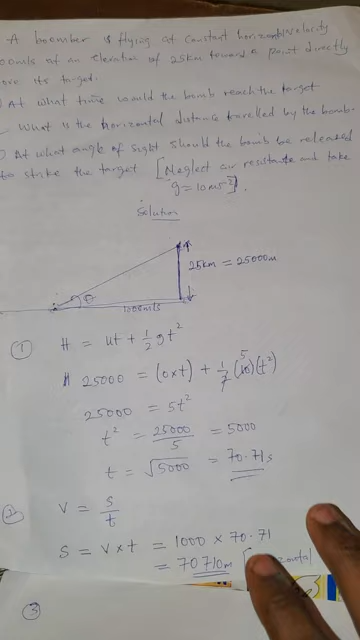 A boember is flying at constant horizontal velocity
00m/s at an elevation of 25km toward a point directly
ove its target.
At what time would the bomb reach the target
What is the horizontal distance travelled by the bomb.
At what angle of sight should the bomb be released
to strike the target [Neglect air resistance and take
g = 10ms⁻²].
Solution
25km = 25000m
θ
1000m/s
① H = ut + ½gt²
25000 = (0×t) + ½(10)(t²)
5
25000 = 5t²
t² = 25000/5 = 5000
t = √5000 = 70.71s
② V = s/t
S = V×t = 1000 × 70.71
= 70710m
③